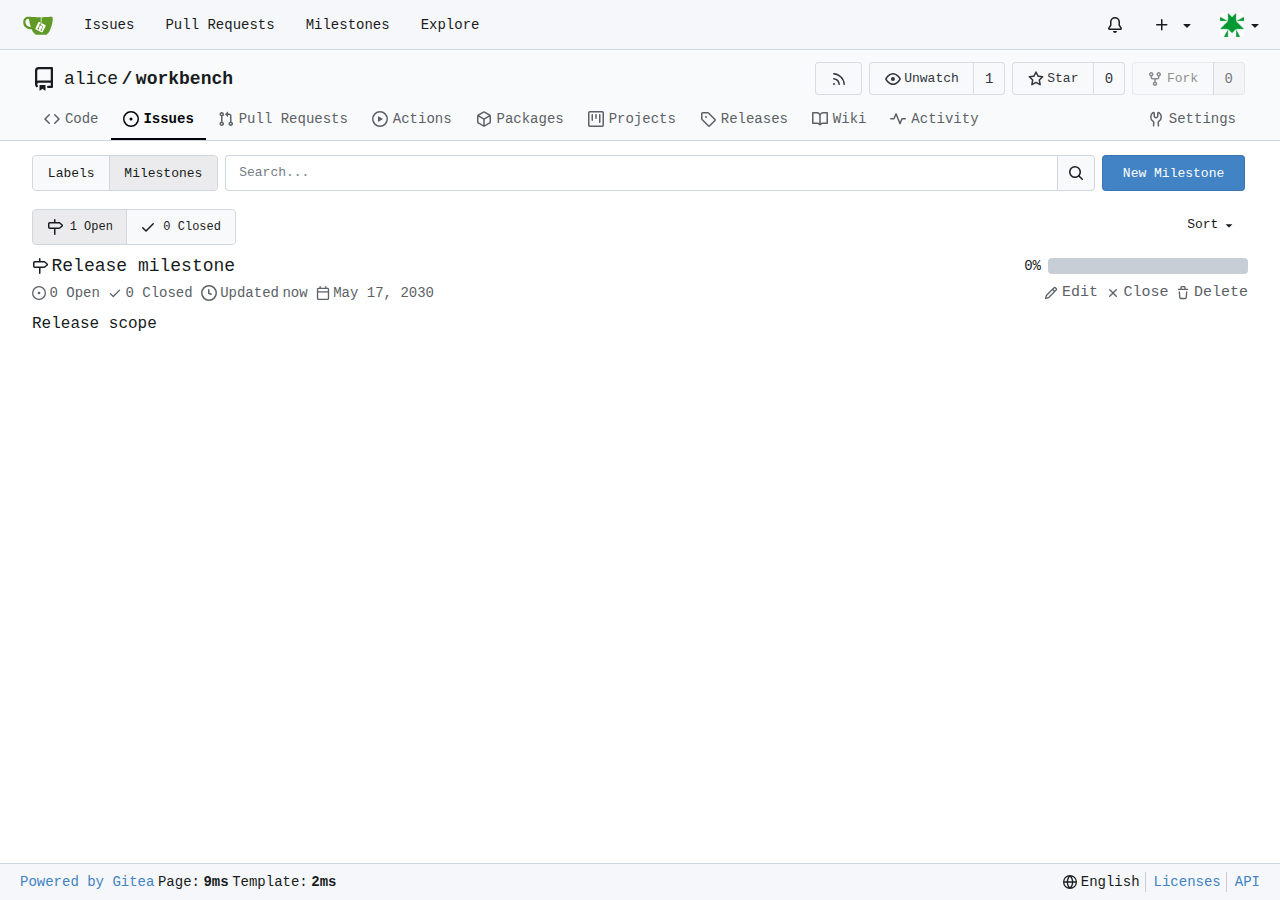 Issues Pull Requests Milestones Explore
alice/workbench Unwatch 1 Star 0 Fork 0
Code Issues Pull Requests Actions Packages Projects Releases Wiki Activity Settings
Labels Milestones Search... New Milestone
1 Open 0 Closed Sort
Release milestone 0%
0 Open 0 Closed Updated now May 17, 2030 Edit Close Delete
Release scope
Powered by Gitea Page: 9ms Template: 2ms English Licenses API